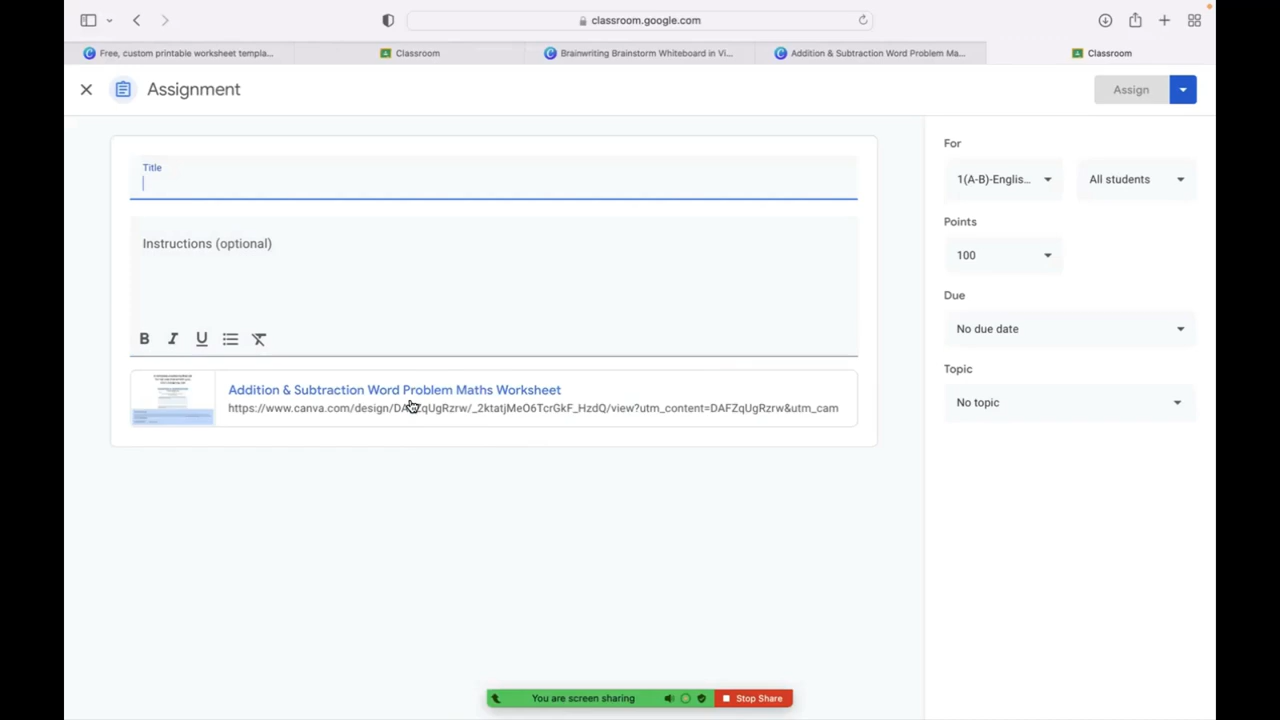 classroom.google.com
Free, custom printable worksheet templa...
Classroom
Brainwriting Brainstorm Whiteboard in Vi...
Addition & Subtraction Word Problem Ma...
Classroom
Assignment
Assign
Title
Instructions (optional)
B I U
Addition & Subtraction Word Problem Maths Worksheet
For
1(A-B)-Englis...
All students
Points
100
Due
No due date
Topic
No topic
You are screen sharing
Stop Share